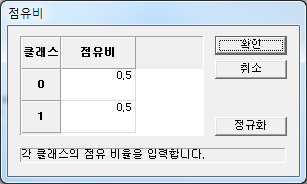 점유비
클래스 점유비 확인
0 0,5 취소
1 0,5
정규화
각 클래스의 점유 비율을 입력합니다.